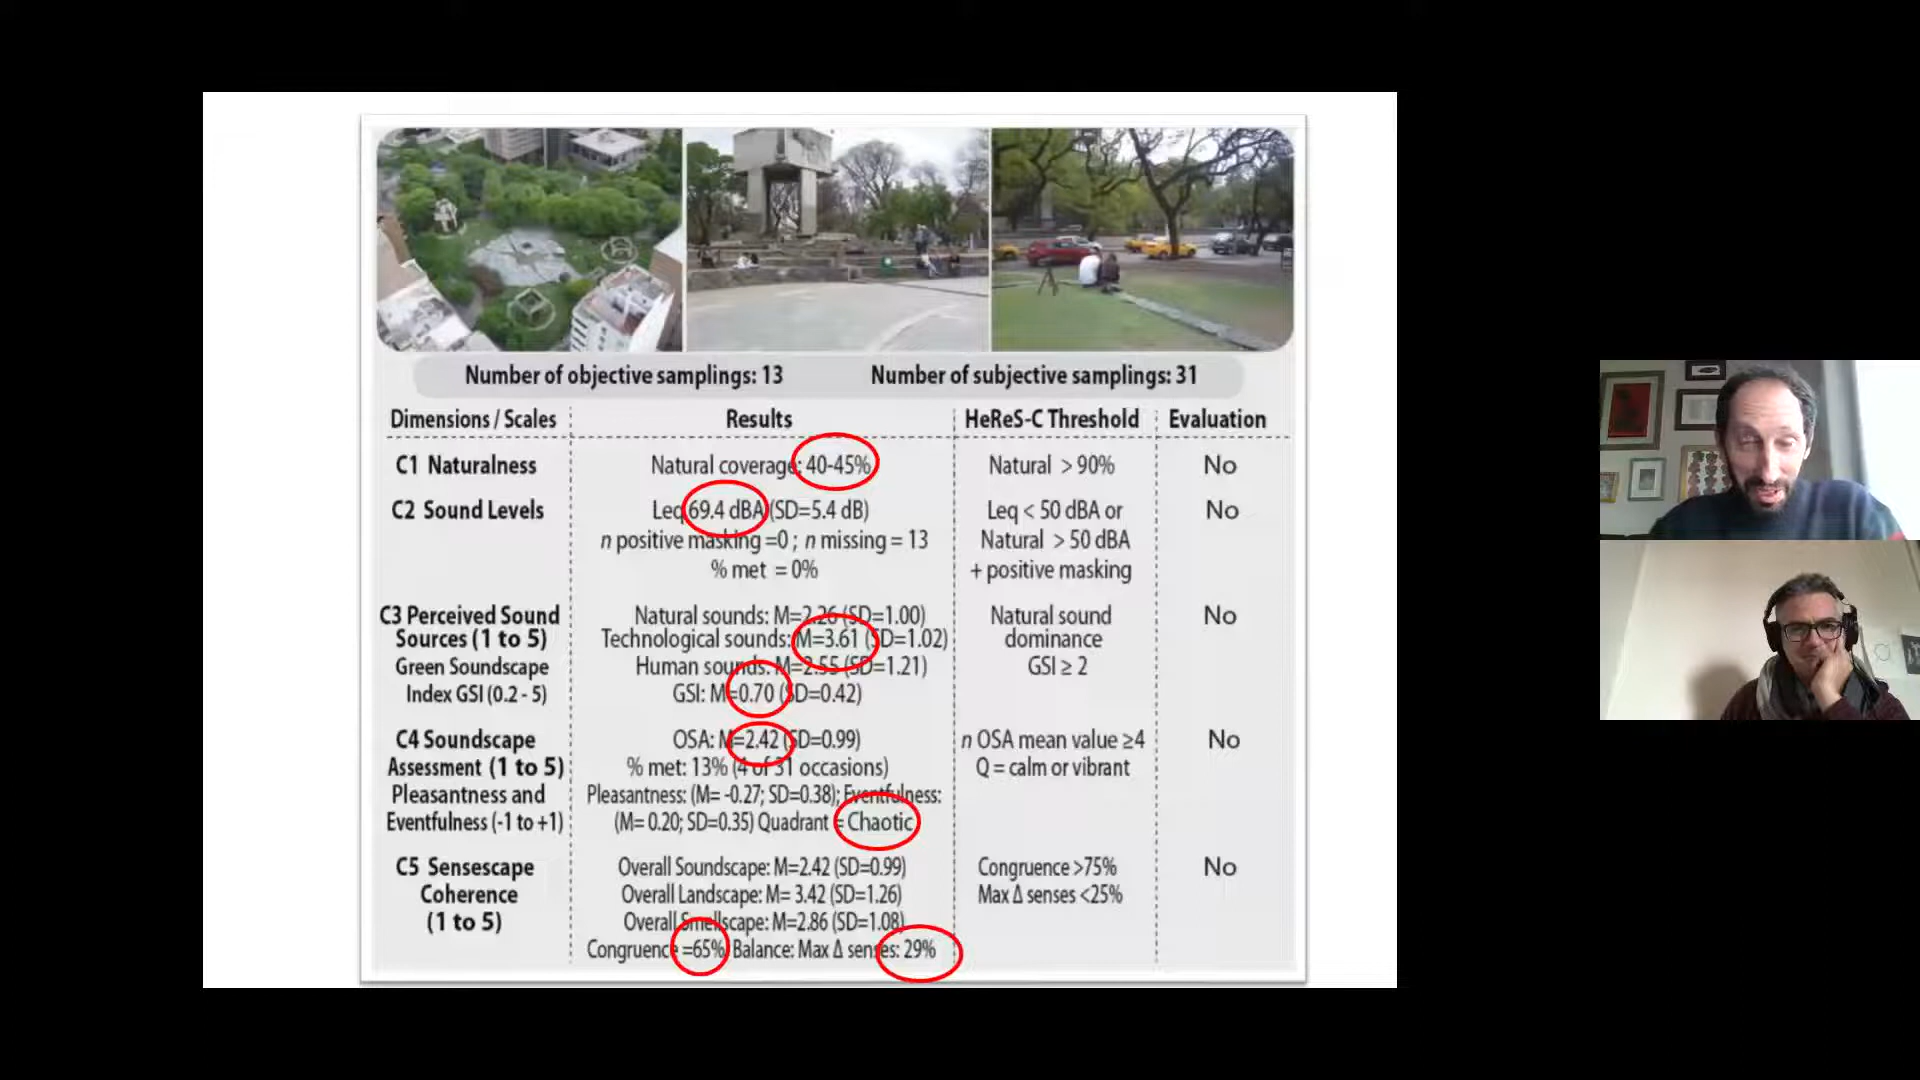 Number of objective samplings: 13 Number of subjective samplings: 31
Dimensions / Scales Results HeReS-C Threshold Evaluation
C1 Naturalness Natural coverage: 40-45% Natural > 90% No
C2 Sound Levels Leq 69.4 dBA (SD=5.4 dB) Leq < 50 dBA or No
n positive masking =0 ; n missing = 13 Natural > 50 dBA
% met = 0% + positive masking
C3 Perceived Sound Natural sounds: M=2.26 (SD=1.00) Natural sound No
Sources (1 to 5) Technological sounds: M=3.61 (SD=1.02) dominance
Green Soundscape Human sounds: M=2.55 (SD=1.21) GSI ≥ 2
Index GSI (0.2 - 5) GSI: M=0.70 (SD=0.42)
C4 Soundscape OSA: M=2.42 (SD=0.99) n OSA mean value ≥4 No
Assessment (1 to 5) % met: 13% (4 of 31 occasions) Q = calm or vibrant
Pleasantness and Pleasantness: (M= -0.27; SD=0.38); Eventfulness:
Eventfulness (-1 to +1) (M= 0.20; SD=0.35) Quadrant = Chaotic
C5 Sensescape Overall Soundscape: M=2.42 (SD=0.99) Congruence >75% No
Coherence Overall Landscape: M= 3.42 (SD=1.26) Max Δ senses <25%
(1 to 5) Overall Smellscape: M=2.86 (SD=1.08)
Congruence =65% Balance: Max Δ senses: 29%